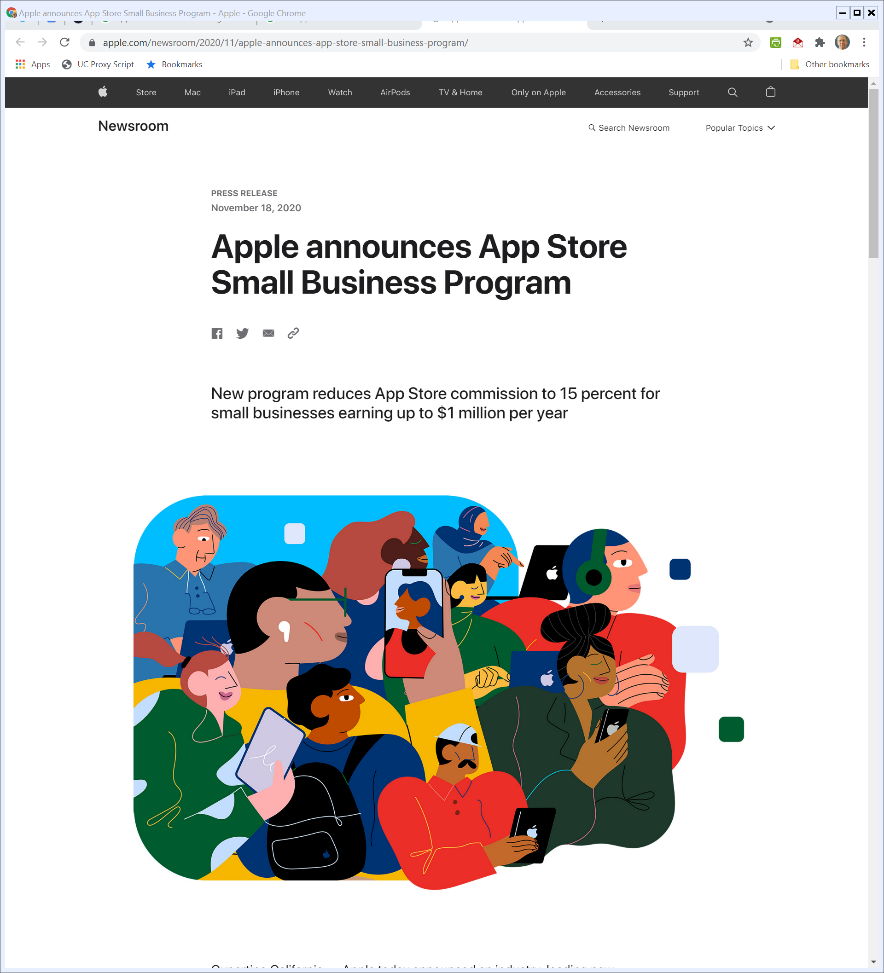 Apple announces App Store Small Business Program - Apple - Google Chrome
apple.com/newsroom/2020/11/apple-announces-app-store-small-business-program/
Apps UC Proxy Script Bookmarks Other bookmarks
Store Mac iPad iPhone Watch AirPods TV & Home Only on Apple Accessories Support
Newsroom Search Newsroom Popular Topics
PRESS RELEASE
November 18, 2020
Apple announces App Store
Small Business Program
New program reduces App Store commission to 15 percent for
small businesses earning up to $1 million per year